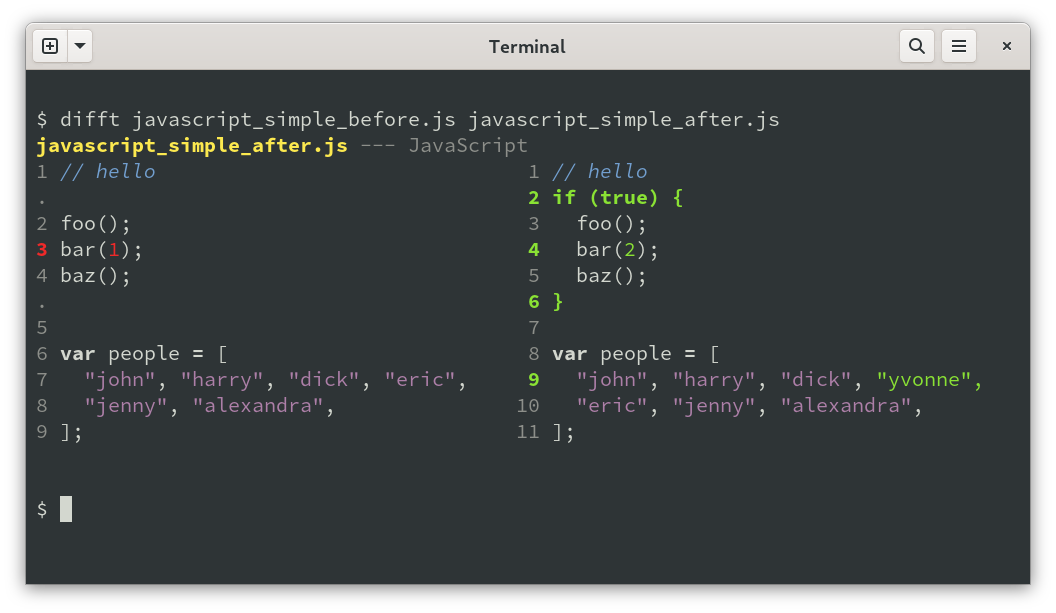 Terminal
$ difft javascript_simple_before.js javascript_simple_after.js
javascript_simple_after.js --- JavaScript
1 // hello 1 // hello
. 2 if (true) {
2 foo(); 3   foo();
3 bar(1); 4   bar(2);
4 baz(); 5   baz();
. 6 }
5 7
6 var people = [ 8 var people = [
7   "john", "harry", "dick", "eric", 9   "john", "harry", "dick", "yvonne",
8   "jenny", "alexandra", 10   "eric", "jenny", "alexandra",
9 ]; 11 ];
$